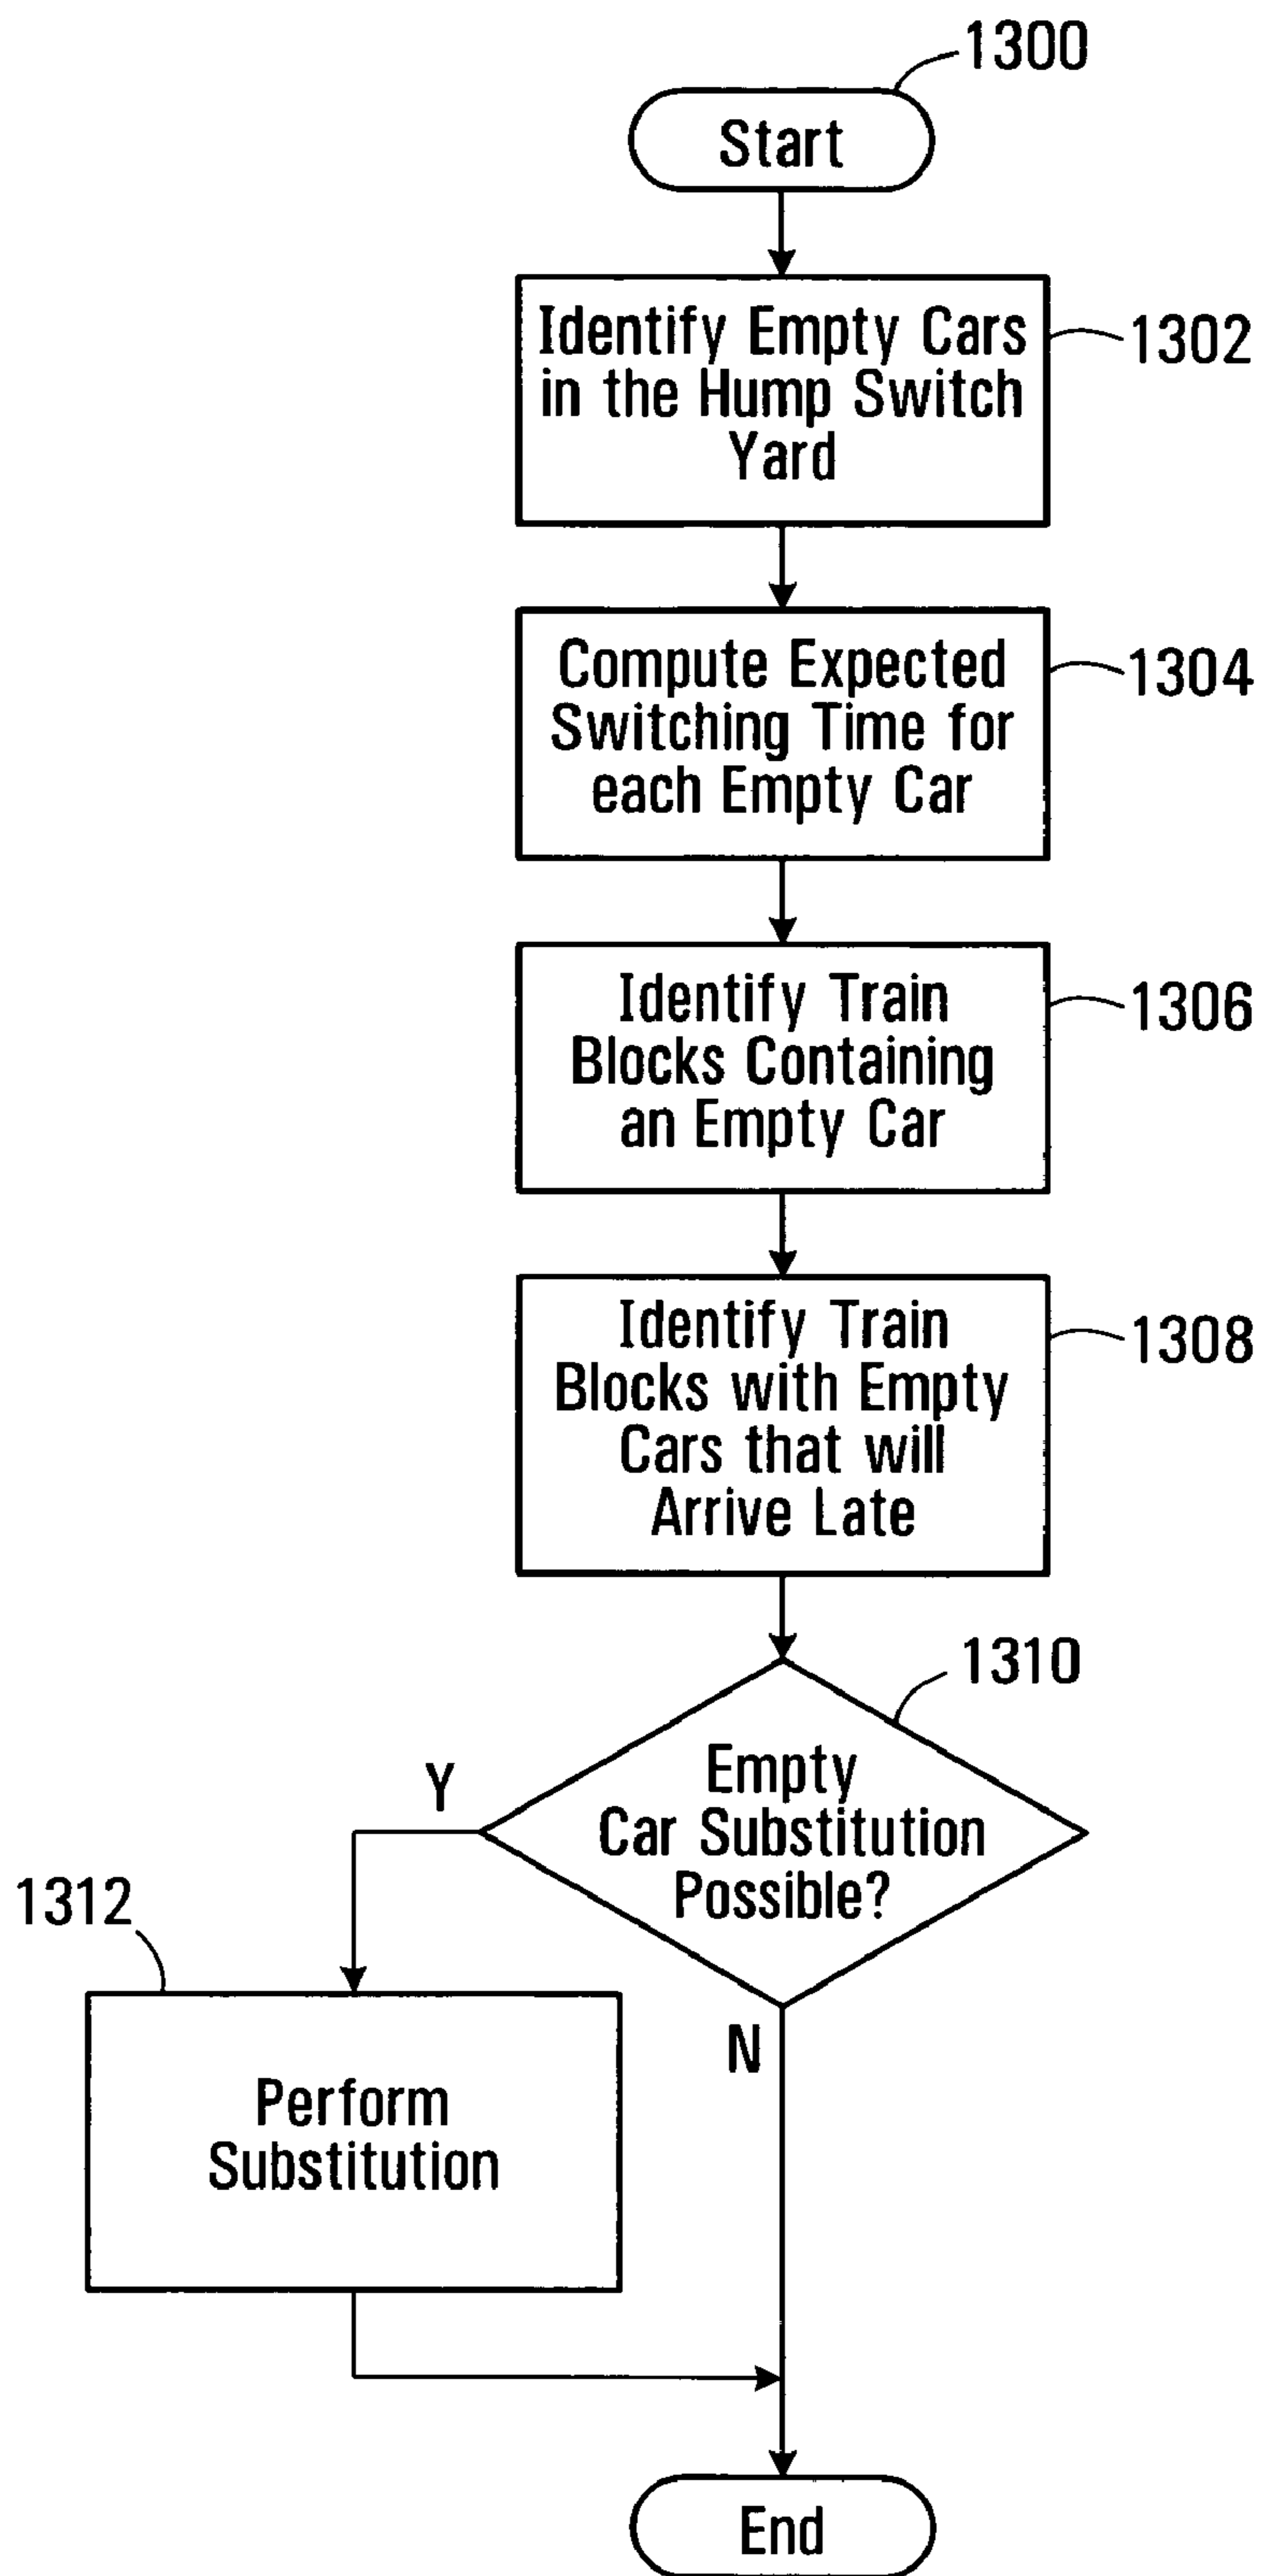 1300
Start
Identify Empty Cars
in the Hump Switch
Yard
1302
Compute Expected
Switching Time for
each Empty Car
1304
Identify Train
Blocks Containing
an Empty Car
1306
Identify Train
Blocks with Empty
Cars that will
Arrive Late
1308
1310
Empty
Car Substitution
Possible?
Y
N
1312
Perform
Substitution
End